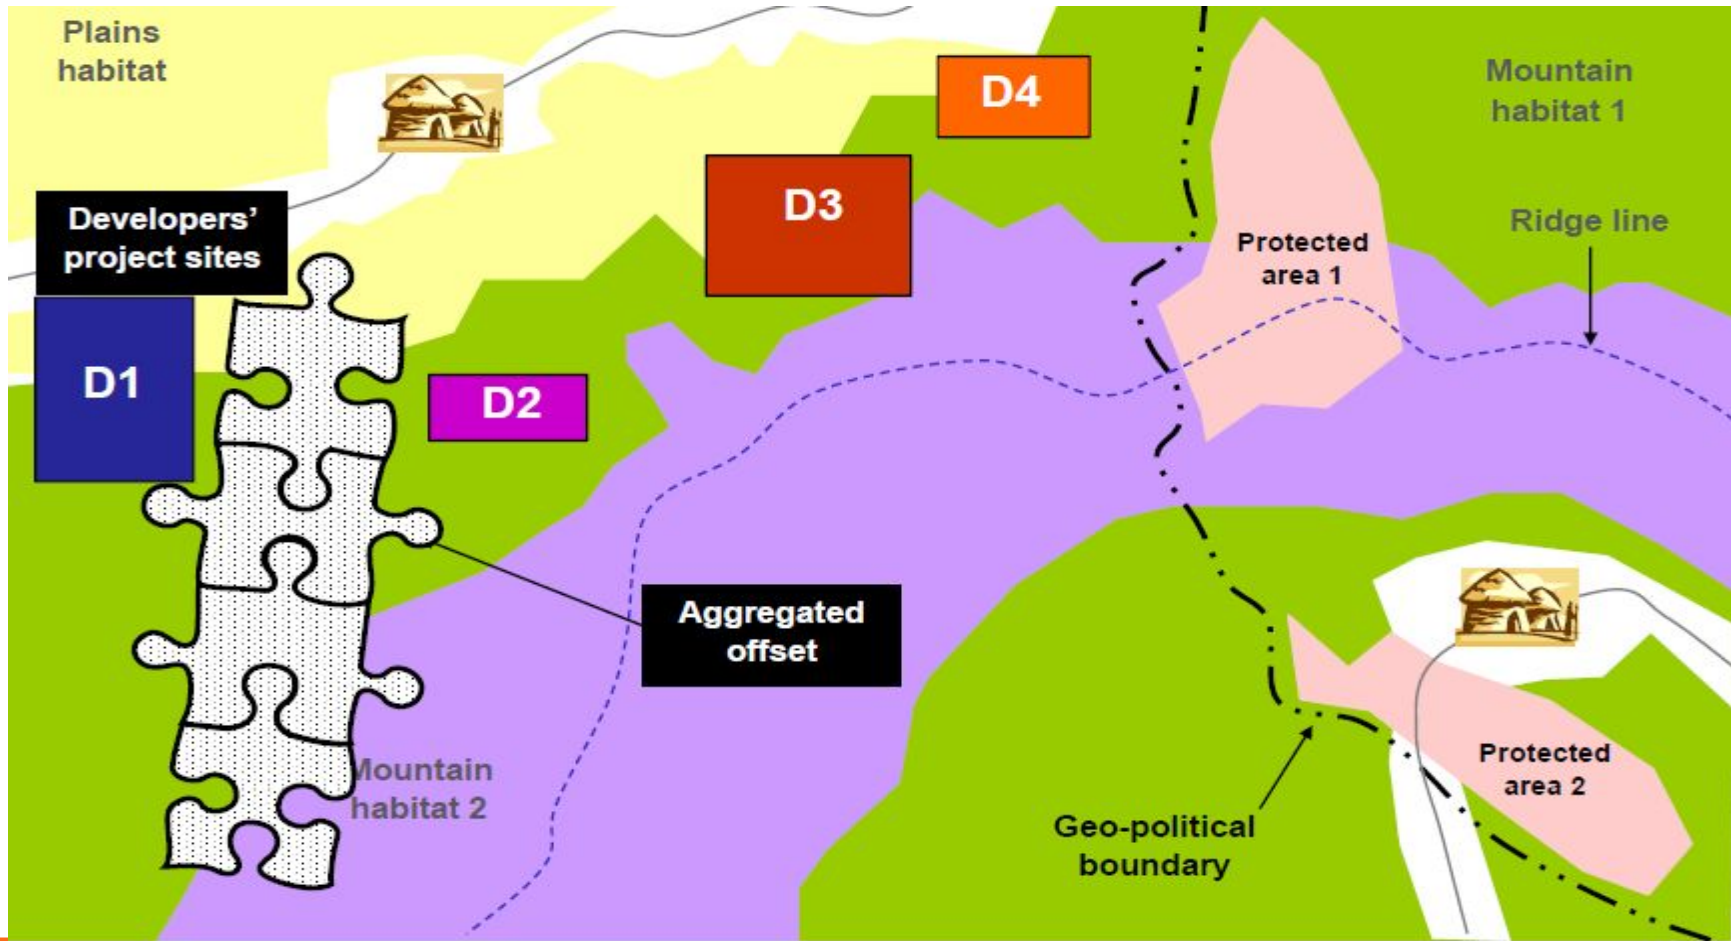 Plains
habitat
D4
Mountain
habitat 1
Developers’
project sites
D3
Ridge line
Protected
area 1
D1
D2
Aggregated
offset
Mountain
habitat 2
Protected
area 2
Geo-political
boundary